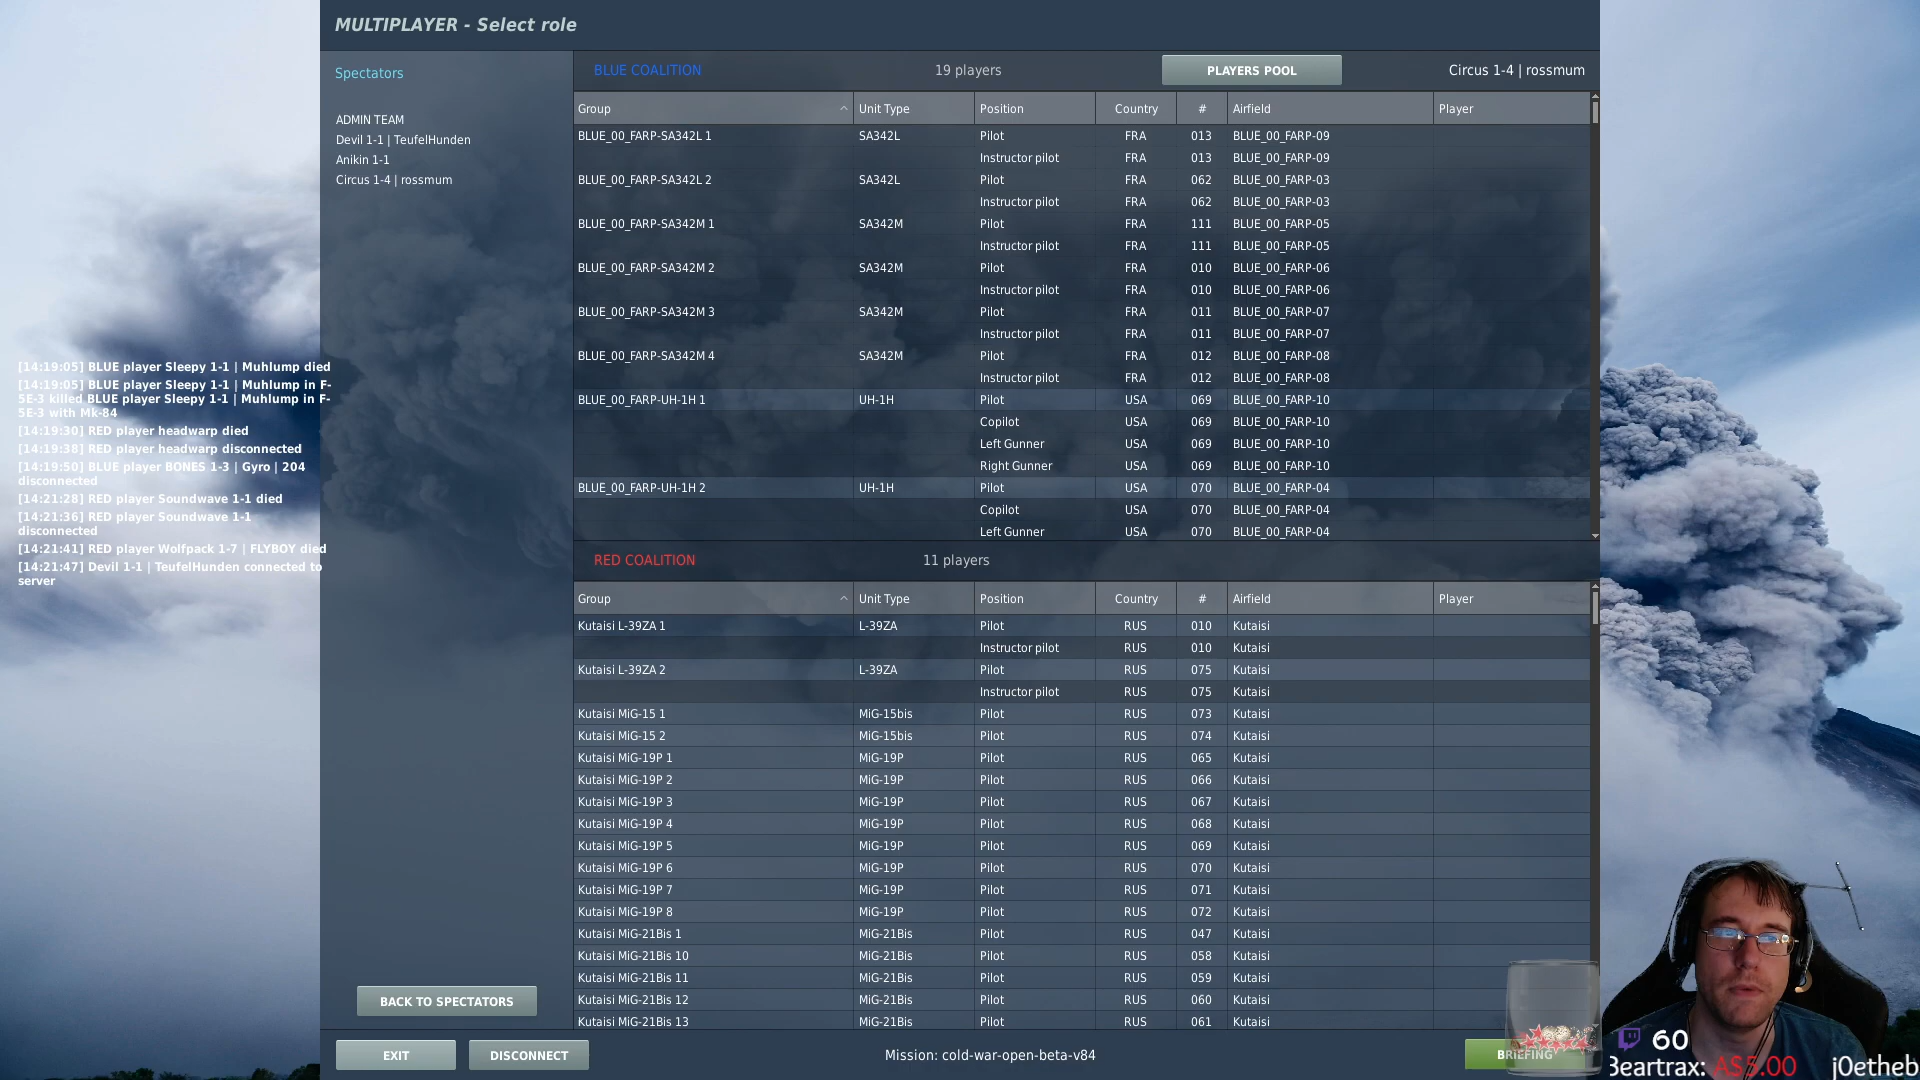 MULTIPLAYER - Select role
Spectators
ADMIN TEAM
Devil 1-1 | TeufelHunden
Anikin 1-1
Circus 1-4 | rossmum
BLUE COALITION 19 players PLAYERS POOL Circus 1-4 | rossmum
Group Unit Type Position Country # Airfield Player
BLUE_00_FARP-SA342L 1 SA342L Pilot FRA 013 BLUE_00_FARP-09
Instructor pilot FRA 013 BLUE_00_FARP-09
BLUE_00_FARP-SA342L 2 SA342L Pilot FRA 062 BLUE_00_FARP-03
Instructor pilot FRA 062 BLUE_00_FARP-03
BLUE_00_FARP-SA342M 1 SA342M Pilot FRA 111 BLUE_00_FARP-05
Instructor pilot FRA 111 BLUE_00_FARP-05
BLUE_00_FARP-SA342M 2 SA342M Pilot FRA 010 BLUE_00_FARP-06
Instructor pilot FRA 010 BLUE_00_FARP-06
BLUE_00_FARP-SA342M 3 SA342M Pilot FRA 011 BLUE_00_FARP-07
Instructor pilot FRA 011 BLUE_00_FARP-07
BLUE_00_FARP-SA342M 4 SA342M Pilot FRA 012 BLUE_00_FARP-08
Instructor pilot FRA 012 BLUE_00_FARP-08
BLUE_00_FARP-UH-1H 1 UH-1H Pilot USA 069 BLUE_00_FARP-10
Copilot USA 069 BLUE_00_FARP-10
Left Gunner USA 069 BLUE_00_FARP-10
Right Gunner USA 069 BLUE_00_FARP-10
BLUE_00_FARP-UH-1H 2 UH-1H Pilot USA 070 BLUE_00_FARP-04
Copilot USA 070 BLUE_00_FARP-04
Left Gunner USA 070 BLUE_00_FARP-04
[14:19:05] BLUE player Sleepy 1-1 | Muhlump died
[14:19:05] BLUE player Sleepy 1-1 | Muhlump in F-
5E-3 killed BLUE player Sleepy 1-1 | Muhlump in F-
5E-3 with Mk-84
[14:19:30] RED player headwarp died
[14:19:38] RED player headwarp disconnected
[14:19:50] BLUE player BONES 1-3 | Gyro | 204
disconnected
[14:21:28] RED player Soundwave 1-1 died
[14:21:36] RED player Soundwave 1-1
disconnected
[14:21:41] RED player Wolfpack 1-7 | FLYBOY died
[14:21:47] Devil 1-1 | TeufelHunden connected to
server
RED COALITION 11 players
Group Unit Type Position Country # Airfield Player
Kutaisi L-39ZA 1 L-39ZA Pilot RUS 010 Kutaisi
Instructor pilot RUS 010 Kutaisi
Kutaisi L-39ZA 2 L-39ZA Pilot RUS 075 Kutaisi
Instructor pilot RUS 075 Kutaisi
Kutaisi MiG-15 1 MiG-15bis Pilot RUS 073 Kutaisi
Kutaisi MiG-15 2 MiG-15bis Pilot RUS 074 Kutaisi
Kutaisi MiG-19P 1 MiG-19P Pilot RUS 065 Kutaisi
Kutaisi MiG-19P 2 MiG-19P Pilot RUS 066 Kutaisi
Kutaisi MiG-19P 3 MiG-19P Pilot RUS 067 Kutaisi
Kutaisi MiG-19P 4 MiG-19P Pilot RUS 068 Kutaisi
Kutaisi MiG-19P 5 MiG-19P Pilot RUS 069 Kutaisi
Kutaisi MiG-19P 6 MiG-19P Pilot RUS 070 Kutaisi
Kutaisi MiG-19P 7 MiG-19P Pilot RUS 071 Kutaisi
Kutaisi MiG-19P 8 MiG-19P Pilot RUS 072 Kutaisi
Kutaisi MiG-21Bis 1 MiG-21Bis Pilot RUS 047 Kutaisi
Kutaisi MiG-21Bis 10 MiG-21Bis Pilot RUS 058 Kutaisi
Kutaisi MiG-21Bis 11 MiG-21Bis Pilot RUS 059 Kutaisi
Kutaisi MiG-21Bis 12 MiG-21Bis Pilot RUS 060 Kutaisi
Kutaisi MiG-21Bis 13 MiG-21Bis Pilot RUS 061 Kutaisi
BACK TO SPECTATORS
EXIT DISCONNECT Mission: cold-war-open-beta-v84 BRIEFING
60
Beartrax: A$5.00 j0etheb